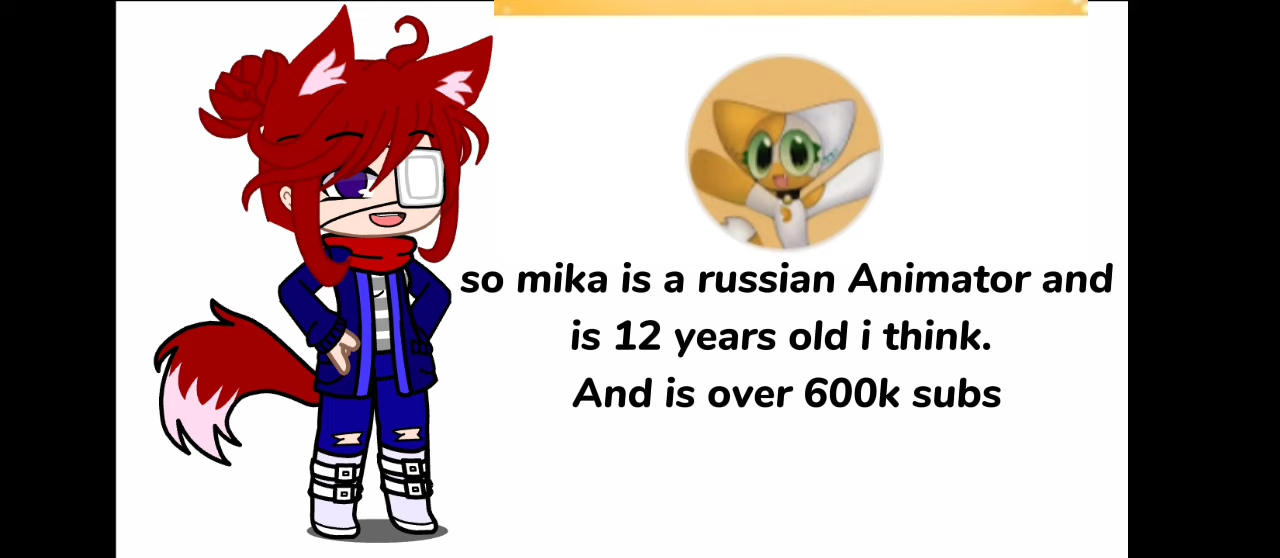 so mika is a russian Animator and
is 12 years old i think.
And is over 600k subs